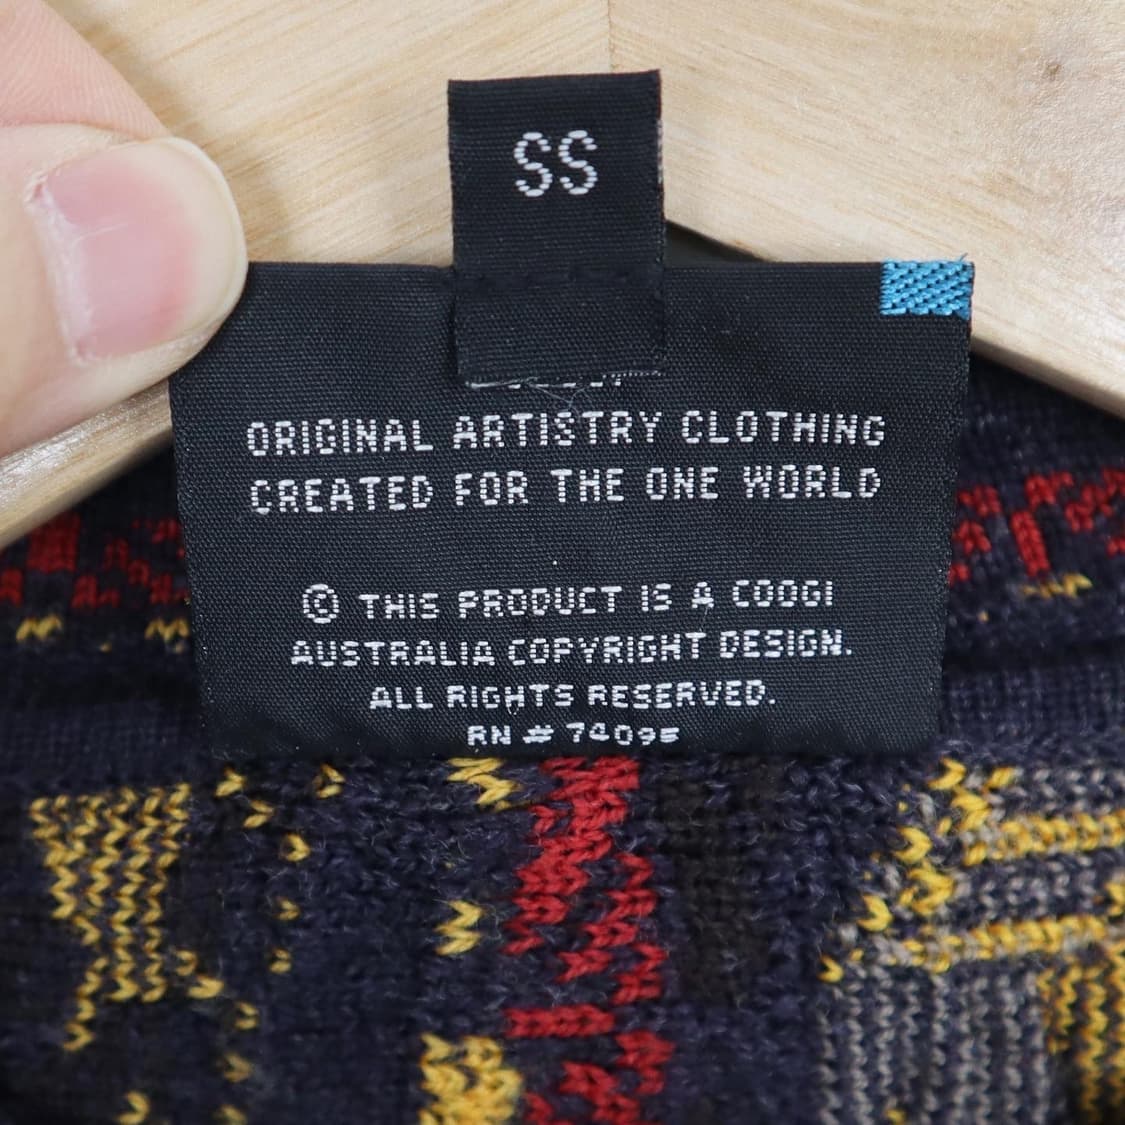 SS
ORIGINAL ARTISTRY CLOTHING
CREATED FOR THE ONE WORLD
© THIS PRODUCT IS A COOGI
AUSTRALIA COPYRIGHT DESIGN.
ALL RIGHTS RESERVED.
RN # 74095